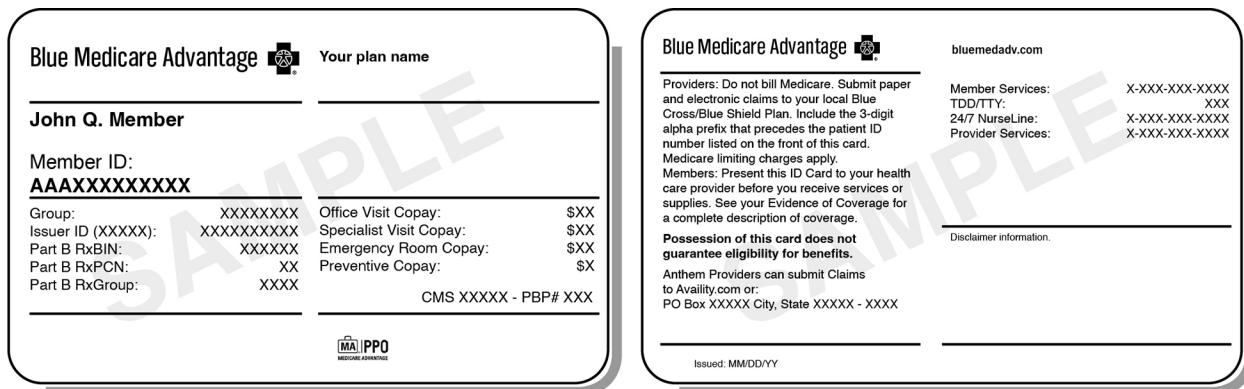 Blue Medicare Advantage ®
Your plan name
John Q. Member
Member ID:
AAAXXXXXXXXXX
Group: XXXXXXXX
Issuer ID (XXXXX): XXXXXXXXXX
Part B RxBIN: XXXXXX
Part B RxPCN: XX
Part B RxGroup: XXXX
Office Visit Copay: $XX
Specialist Visit Copay: $XX
Emergency Room Copay: $XX
Preventive Copay: $X
CMS XXXXX - PBP# XXX
MA PPO
MEDICARE ADVANTAGE
SAMPLE
Blue Medicare Advantage ®
Providers: Do not bill Medicare. Submit paper
and electronic claims to your local Blue
Cross/Blue Shield Plan. Include the 3-digit
alpha prefix that precedes the patient ID
number listed on the front of this card.
Medicare limiting charges apply.
Members: Present this ID Card to your health
care provider before you receive services or
supplies. See your Evidence of Coverage for
a complete description of coverage.
Possession of this card does not
guarantee eligibility for benefits.
Anthem Providers can submit Claims
to Availity.com or:
PO Box XXXXX City, State XXXXX - XXXX
Issued: MM/DD/YY
bluemedadv.com
Member Services: X-XXX-XXX-XXXX
TDD/TTY: XXX
24/7 NurseLine: X-XXX-XXX-XXXX
Provider Services: X-XXX-XXX-XXXX
Disclaimer information.
SAMPLE